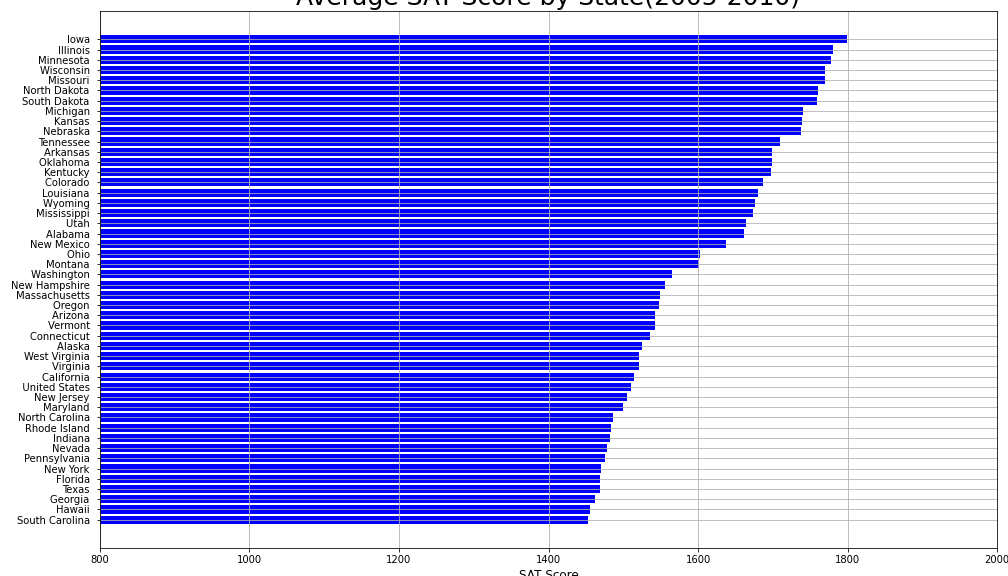 Average SAT Score by State(2005-2010)
Iowa
Illinois
Minnesota
Wisconsin
Missouri
North Dakota
South Dakota
Michigan
Kansas
Nebraska
Tennessee
Arkansas
Oklahoma
Kentucky
Colorado
Louisiana
Wyoming
Mississippi
Utah
Alabama
New Mexico
Ohio
Montana
Washington
New Hampshire
Massachusetts
Oregon
Arizona
Vermont
Connecticut
Alaska
West Virginia
Virginia
California
United States
New Jersey
Maryland
North Carolina
Rhode Island
Indiana
Nevada
Pennsylvania
New York
Florida
Texas
Georgia
Hawaii
South Carolina
800 1000 1200 1400 1600 1800 2000
SAT Score